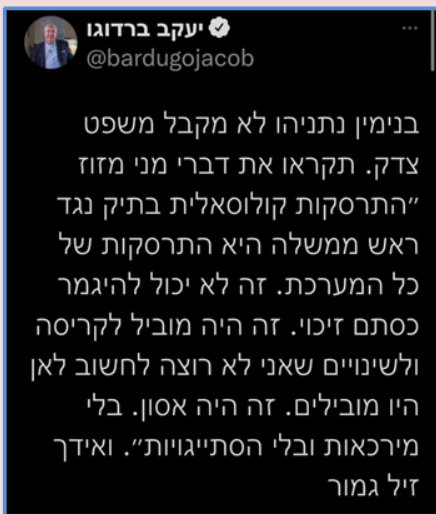 יעקב ברדוגו
@bardugojacob
בנימין נתניהו לא מקבל משפט
צדק. תקראו את דברי מני מזוז
״התרסקות קולוסאלית בתיק נגד
ראש ממשלה היא התרסקות של
כל המערכת. זה לא יכול להיגמר
כסתם זיכוי. זה היה מוביל לקריסה
ולשינויים שאני לא רוצה לחשוב לאן
היו מובילים. זה היה אסון. בלי
מירכאות ובלי הסתייגויות״. ואידך
זיל גמור